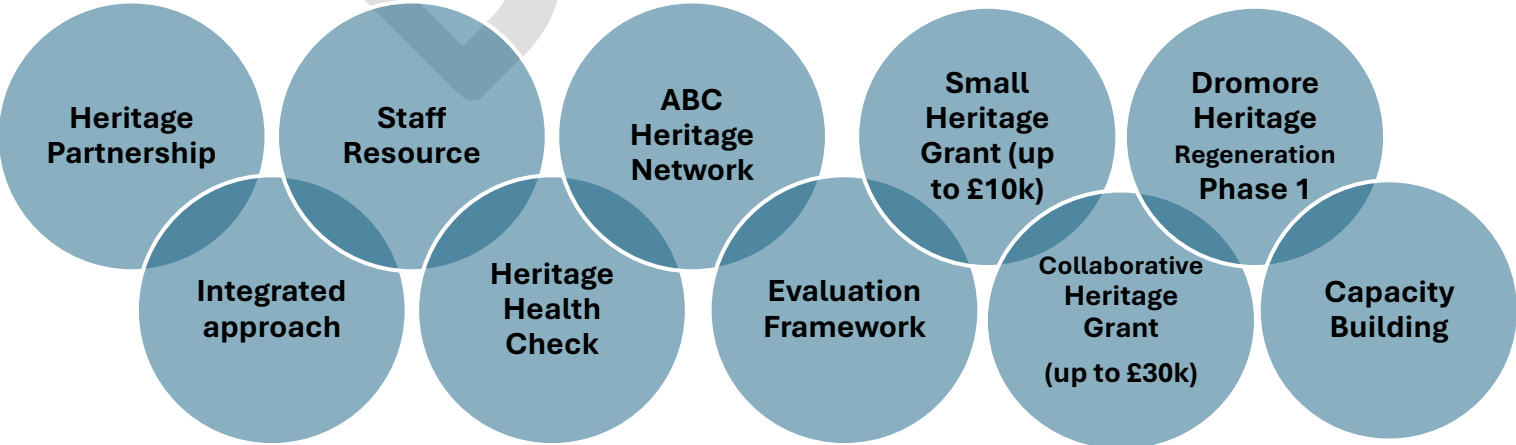 Heritage
Partnership
Staff
Resource
ABC
Heritage
Network
Small
Heritage
Grant (up
to £10k)
Dromore
Heritage
Regeneration
Phase 1
Integrated
approach
Heritage
Health
Check
Evaluation
Framework
Collaborative
Heritage
Grant
(up to £30k)
Capacity
Building